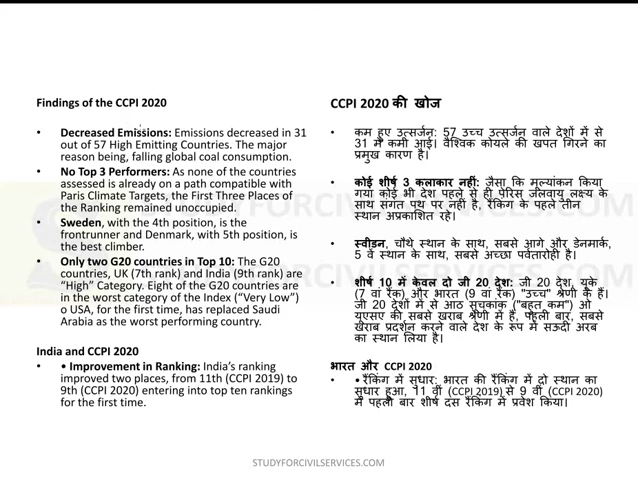 Findings of the CCPI 2020
• Decreased Emissions: Emissions decreased in 31
out of 57 High Emitting Countries. The major
reason being, falling global coal consumption.
• No Top 3 Performers: As none of the countries
assessed is already on a path compatible with
Paris Climate Targets, the First Three Places of
the Ranking remained unoccupied.
• Sweden, with the 4th position, is the
frontrunner and Denmark, with 5th position, is
the best climber.
• Only two G20 countries in Top 10: The G20
countries, UK (7th rank) and India (9th rank) are
“High” Category. Eight of the G20 countries are
in the worst category of the Index (“Very Low”)
o USA, for the first time, has replaced Saudi
Arabia as the worst performing country.
India and CCPI 2020
• • Improvement in Ranking: India’s ranking
improved two places, from 11th (CCPI 2019) to
9th (CCPI 2020) entering into top ten rankings
for the first time.
CCPI 2020 की खोज
• कम हुए उत्सर्जन: 57 उच्च उत्सर्जन वाले देशों में से
31 में कमी आई। वैश्विक कोयले की खपत गिरने का
प्रमुख कारण है।
• कोई शीर्ष 3 कलाकार नहीं: जैसा कि मूल्यांकन किया
गया कोई भी देश पहले से ही पेरिस जलवायु लक्ष्य के
साथ संगत पथ पर नहीं है, रैंकिंग के पहले तीन
स्थान अप्रकाशित रहे।
• स्वीडन, चौथे स्थान के साथ, सबसे आगे और डेनमार्क,
5 वें स्थान के साथ, सबसे अच्छा पर्वतारोही है।
• शीर्ष 10 में केवल दो जी 20 देश: जी 20 देश, यूके
(7 वां रैंक) और भारत (9 वां रैंक) "उच्च" श्रेणी के हैं।
जी 20 देशों में से आठ सूचकांक ("बहुत कम") ओ
यूएसए की सबसे खराब श्रेणी में हैं, पहली बार, सबसे
खराब प्रदर्शन करने वाले देश के रूप में सऊदी अरब
का स्थान लिया है।
भारत और CCPI 2020
• • रैंकिंग में सुधार: भारत की रैंकिंग में दो स्थान का
सुधार हुआ, 11 वीं (CCPI 2019) से 9 वीं (CCPI 2020)
में पहली बार शीर्ष दस रैंकिंग में प्रवेश किया।
STUDYFORCIVILSERVICES.COM